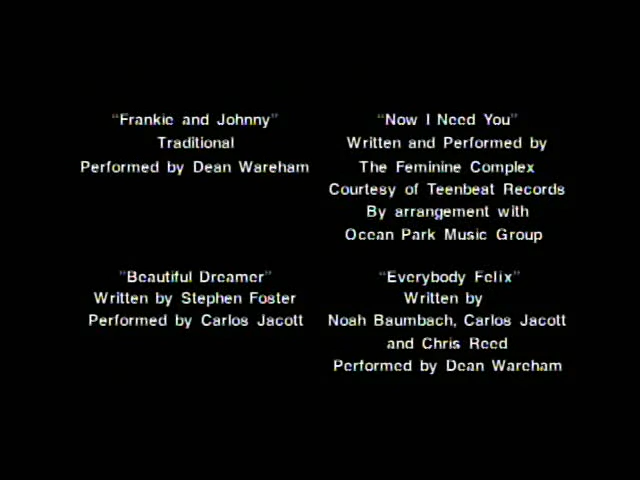 "Frankie and Johnny"
Traditional
Performed by Dean Wareham
"Now I Need You"
Written and Performed by
The Feminine Complex
Courtesy of Teenbeat Records
By arrangement with
Ocean Park Music Group
"Beautiful Dreamer"
Written by Stephen Foster
Performed by Carlos Jacott
"Everybody Felix"
Written by
Noah Baumbach, Carlos Jacott
and Chris Reed
Performed by Dean Wareham